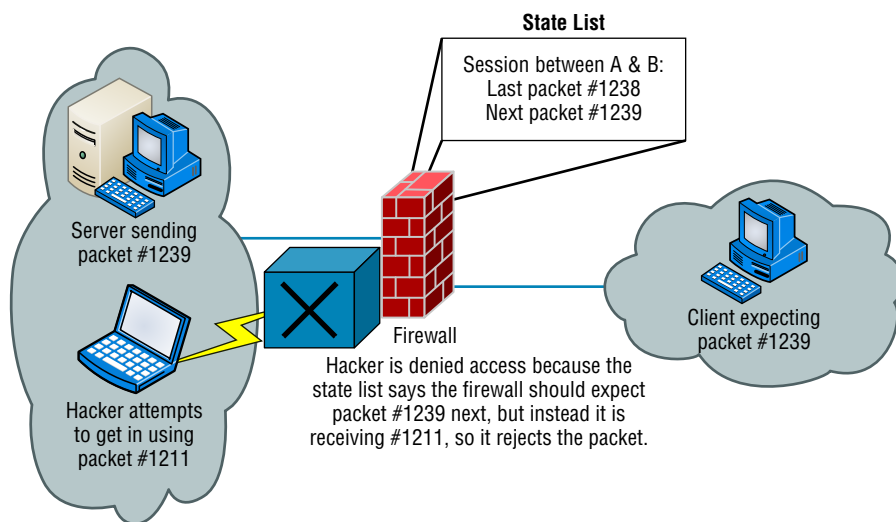 State List
Session between A & B:
Last packet #1238
Next packet #1239
Server sending
packet #1239
Hacker attempts
to get in using
packet #1211
Firewall
Hacker is denied access because the
state list says the firewall should expect
packet #1239 next, but instead it is
receiving #1211, so it rejects the packet.
Client expecting
packet #1239